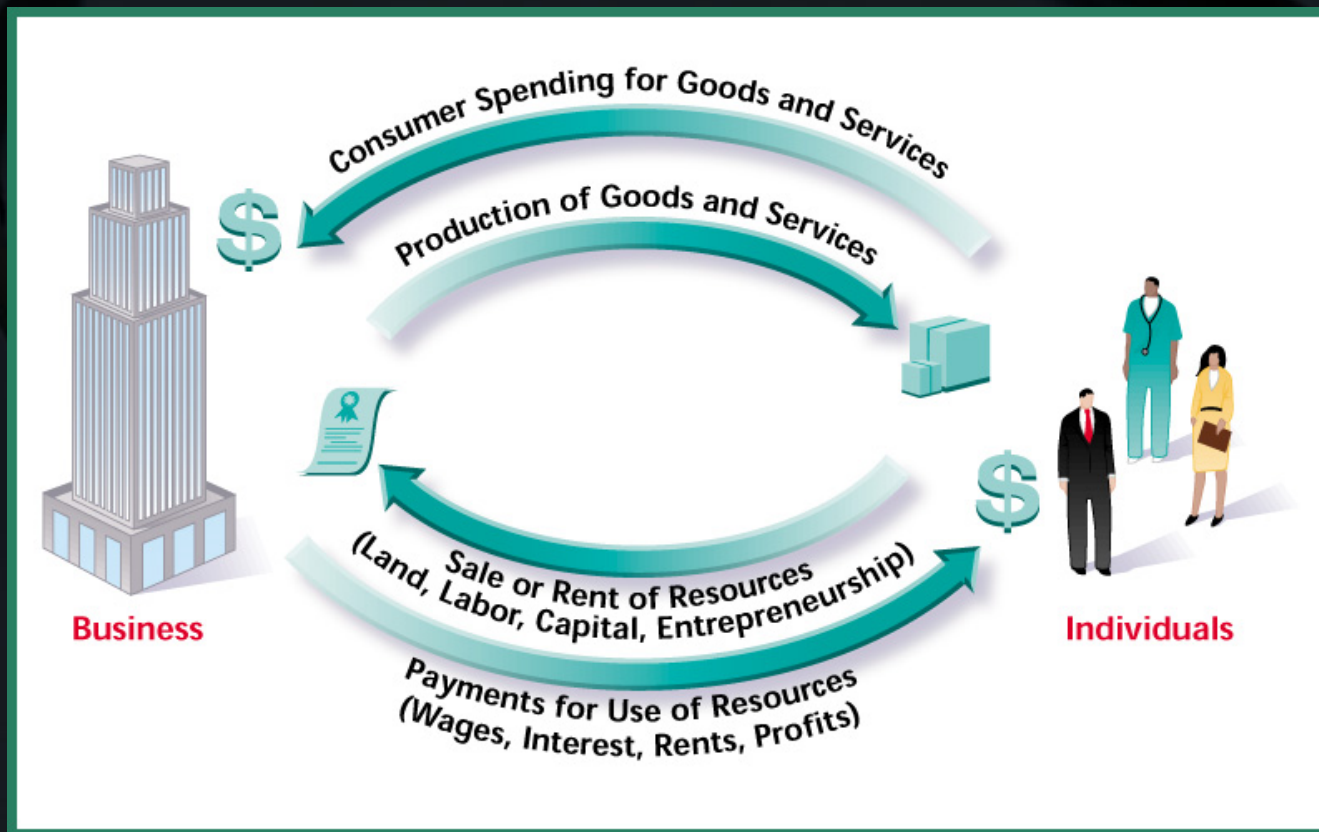 Consumer Spending for Goods and Services
Production of Goods and Services
$
$
Sale or Rent of Resources
(Land, Labor, Capital, Entrepreneurship)
Business
Individuals
Payments for Use of Resources
(Wages, Interest, Rents, Profits)